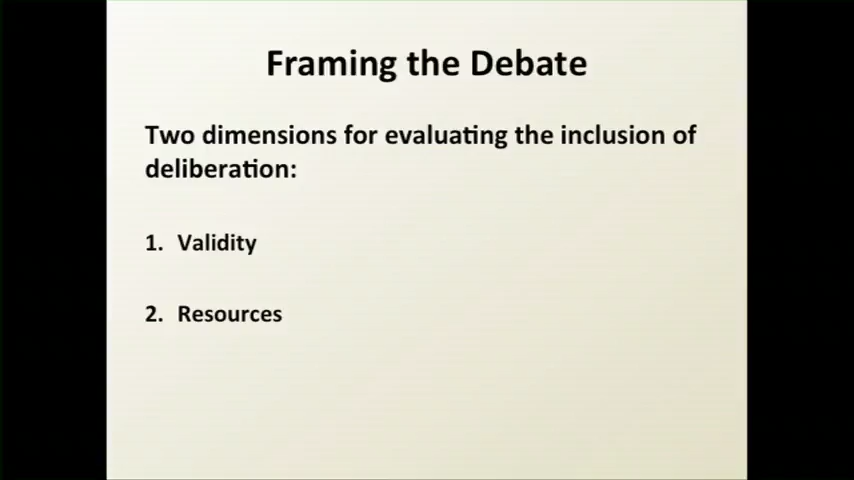 Framing the Debate
Two dimensions for evaluating the inclusion of
deliberation:
1. Validity
2. Resources